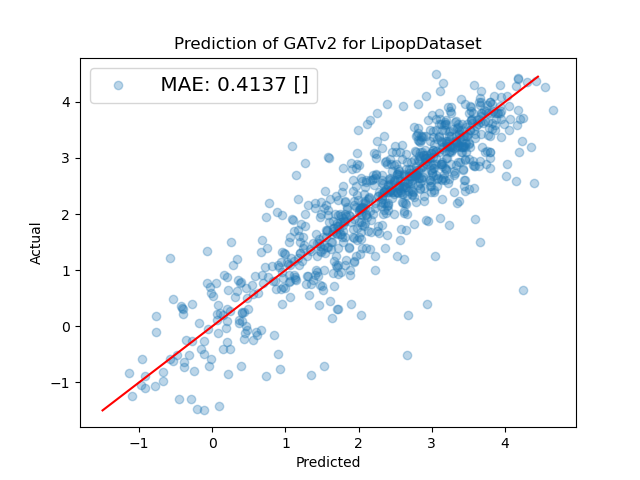 Prediction of GATv2 for LipopDataset
MAE: 0.4137 []
4
3
2
1
0
−1
Actual
−1 0 1 2 3 4
Predicted